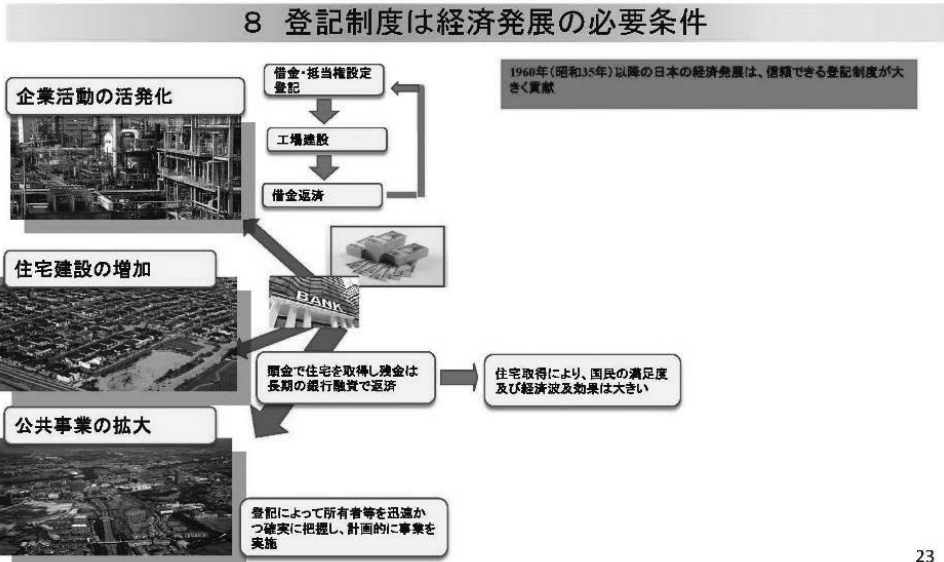 8 登記制度は経済発展の必要条件
1960年(昭和35年)以降の日本の経済発展は、信頼できる登記制度が大
きく貢献
企業活動の活発化
借金・抵当権設定
登記
工場建設
借金返済
住宅建設の増加
BANK
頭金で住宅を取得し残金は
長期の銀行融資で返済
住宅取得により、国民の満足度
及び経済波及効果は大きい
公共事業の拡大
登記によって所有者等を迅速か
つ確実に把握し、計画的に事業を
実施
23